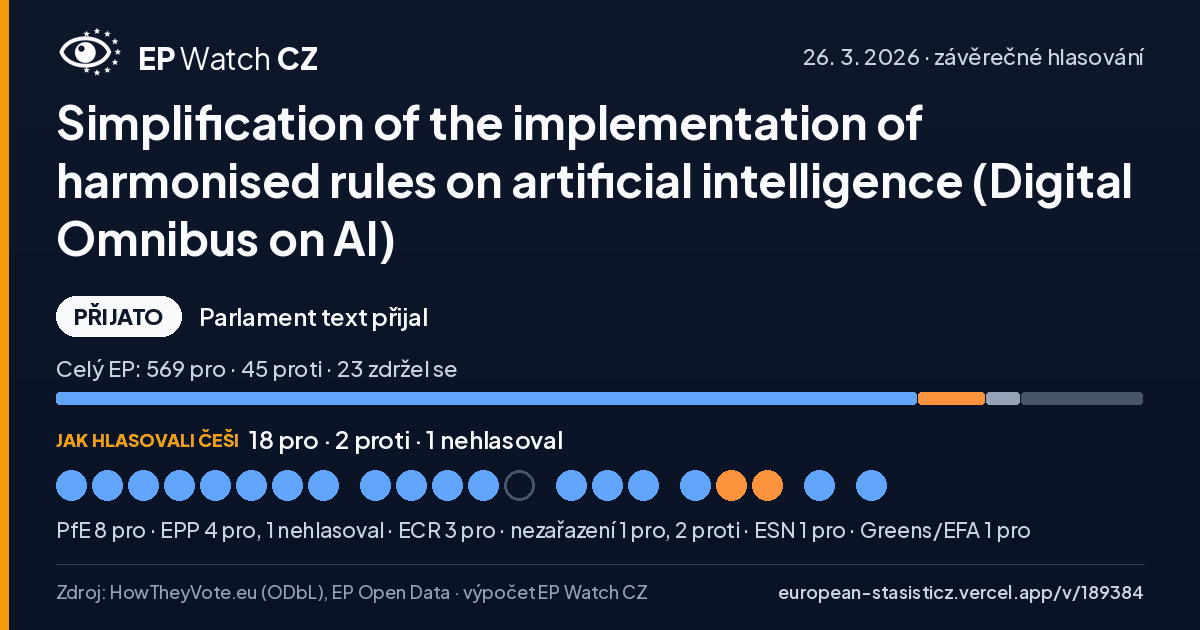 EP Watch CZ
26. 3. 2026 · závěrečné hlasování
Simplification of the implementation of
harmonised rules on artificial intelligence (Digital
Omnibus on AI)
PŘIJATO Parlament text přijal
Celý EP: 569 pro · 45 proti · 23 zdržel se
JAK HLASOVALI ČEŠI 18 pro · 2 proti · 1 nehlasoval
PfE 8 pro · EPP 4 pro, 1 nehlasoval · ECR 3 pro · nezařazení 1 pro, 2 proti · ESN 1 pro · Greens/EFA 1 pro
Zdroj: HowTheyVote.eu (ODbL), EP Open Data · výpočet EP Watch CZ
european-stasisticz.vercel.app/v/189384